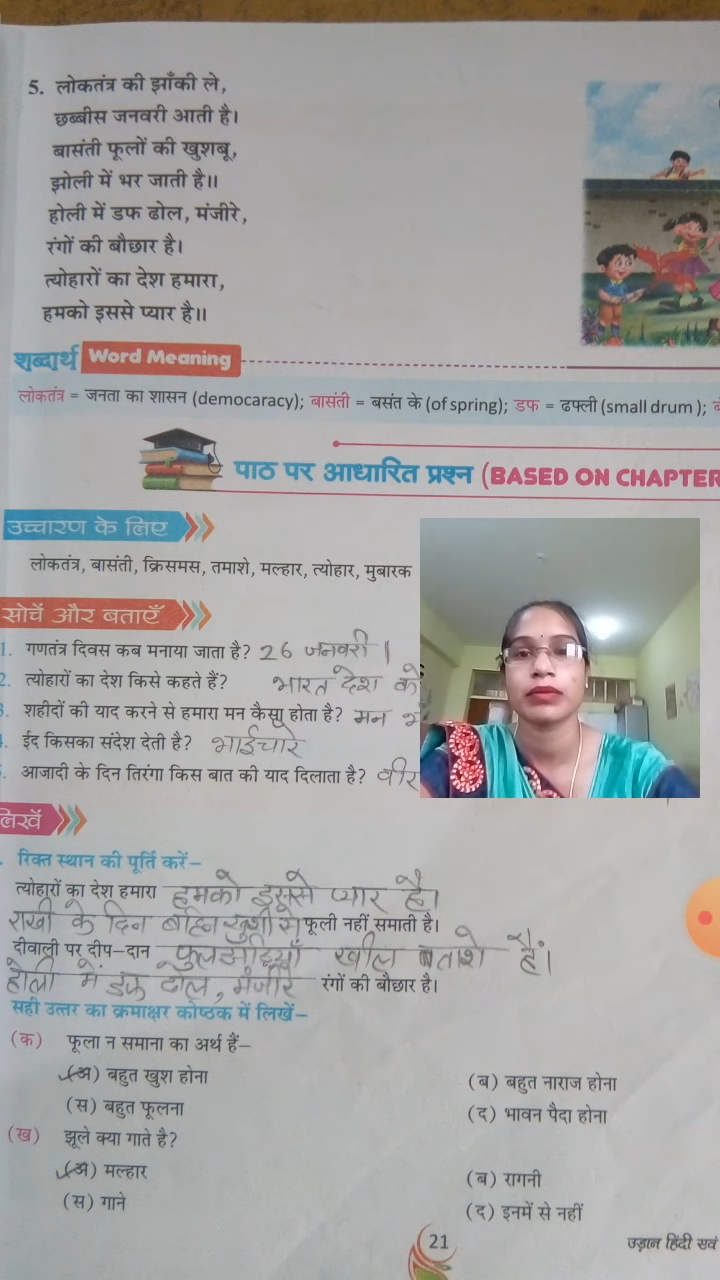 5. लोकतंत्र की झाँकी ले,
छब्बीस जनवरी आती है।
बासंती फूलों की खुशबू,
झोली में भर जाती है॥
होली में डफ ढोल, मंजीरे,
रंगों की बौछार है।
त्योहारों का देश हमारा,
हमको इससे प्यार है॥
शब्दार्थ Word Meaning
लोकतंत्र = जनता का शासन (democaracy); बासंती = बसंत के (of spring); डफ = ढफ्ली (small drum);
पाठ पर आधारित प्रश्न (BASED ON CHAPTER
उच्चारण के लिए
लोकतंत्र, बासंती, क्रिसमस, तमाशे, मल्हार, त्योहार, मुबारक
सोचें और बताएँ
1. गणतंत्र दिवस कब मनाया जाता है? 26 जनवरी।
2. त्योहारों का देश किसे कहते हैं? भारत देश को
3. शहीदों की याद करने से हमारा मन कैसा होता है? मन
. ईद किसका संदेश देती है? भाईचारे
. आजादी के दिन तिरंगा किस बात की याद दिलाता है? वीर
लिखें
. रिक्त स्थान की पूर्ति करें–
त्योहारों का देश हमारा हमको इससे प्यार है।
राखी के दिन बहिन खुशी से फूली नहीं समाती है।
दीवाली पर दीप-दान फुलझड़ियाँ खील बताशे हैं।
होली में डफ ढोल, मंजीरे रंगों की बौछार है।
सही उत्तर का क्रमाक्षर कोष्ठक में लिखें–
(क) फूला न समाना का अर्थ हैं–
(अ) बहुत खुश होना (ब) बहुत नाराज होना
(स) बहुत फूलना (द) भावन पैदा होना
(ख) झूले क्या गाते है?
(अ) मल्हार (ब) रागनी
(स) गाने (द) इनमें से नहीं
21 उड़ान हिंदी सवं